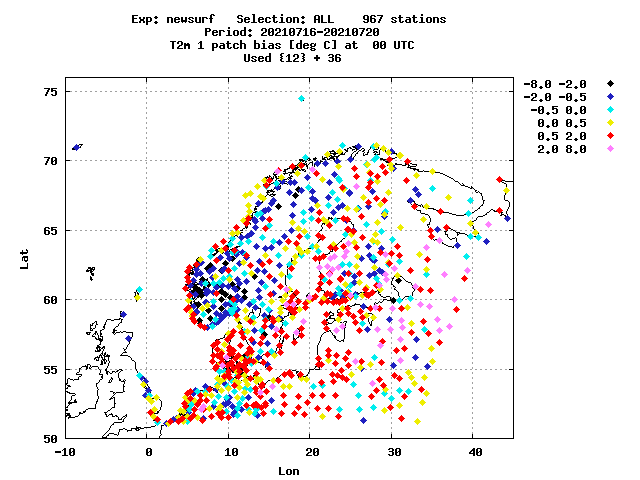 Exp: newsurf   Selection: ALL    967 stations
Period: 20210716-20210720
T2m 1 patch bias [deg C] at  00 UTC
Used {12} + 36
-8.0 -2.0
-2.0 -0.5
-0.5 0.0
0.0 0.5
0.5 2.0
2.0 8.0
75
70
65
60
55
50
Lat
-10 0 10 20 30 40
Lon